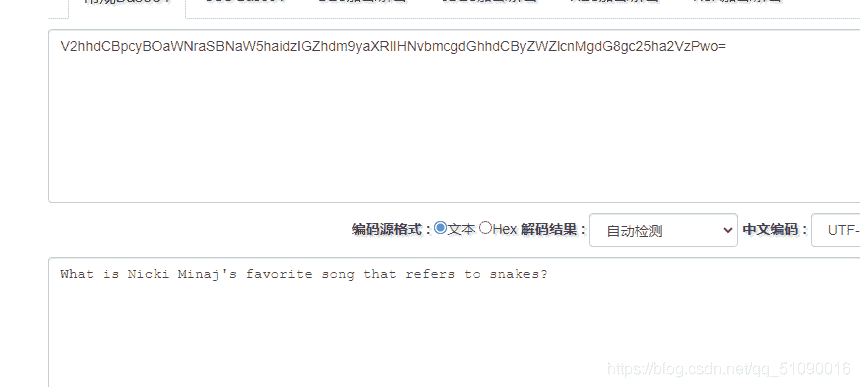 V2hhdCBpcyBOaWNraSBNaW5haidzIGZhdm9yaXRlIHNvbmcgdGhhdCByZWZlcnMgdG8gc25ha2VzPwo=
编码源格式 : 文本 Hex 解码结果 : 自动检测 中文编码 : UTF-
What is Nicki Minaj's favorite song that refers to snakes?
https://blog.csdn.net/qq_51090016